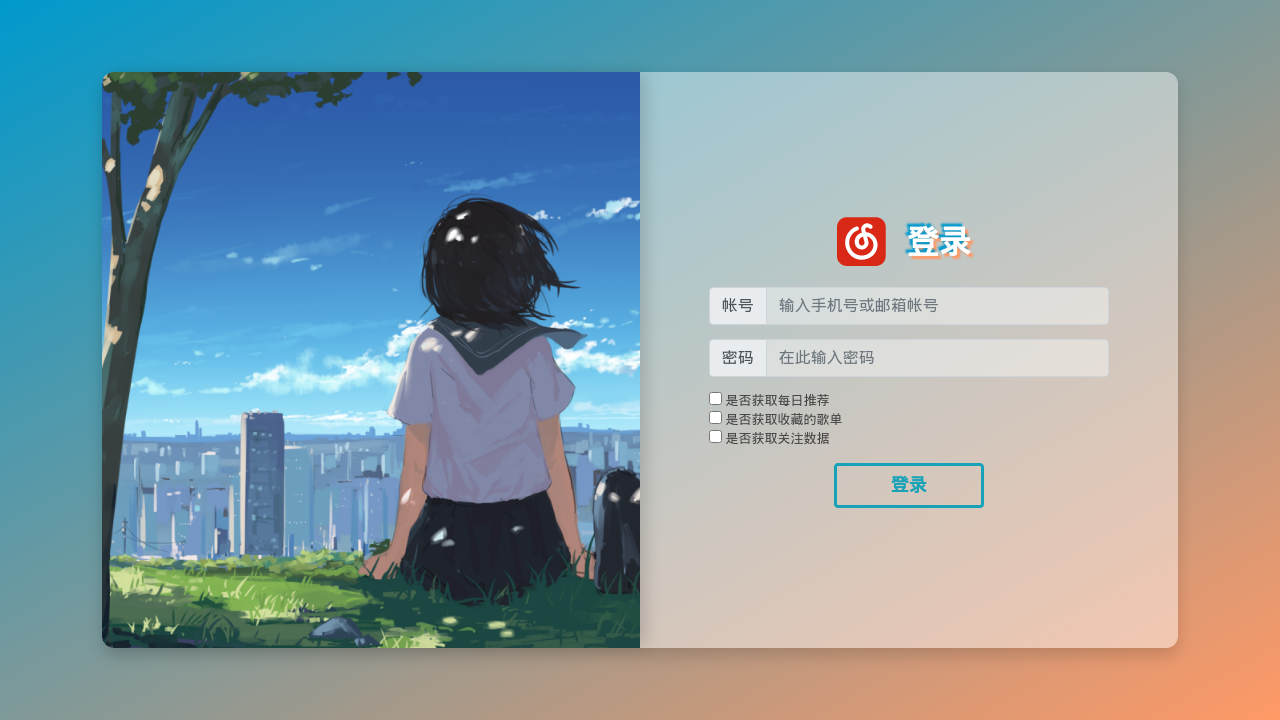 登录
帐号 输入手机号或邮箱帐号
密码 在此输入密码
是否获取每日推荐
是否获取收藏的歌单
是否获取关注数据
登录